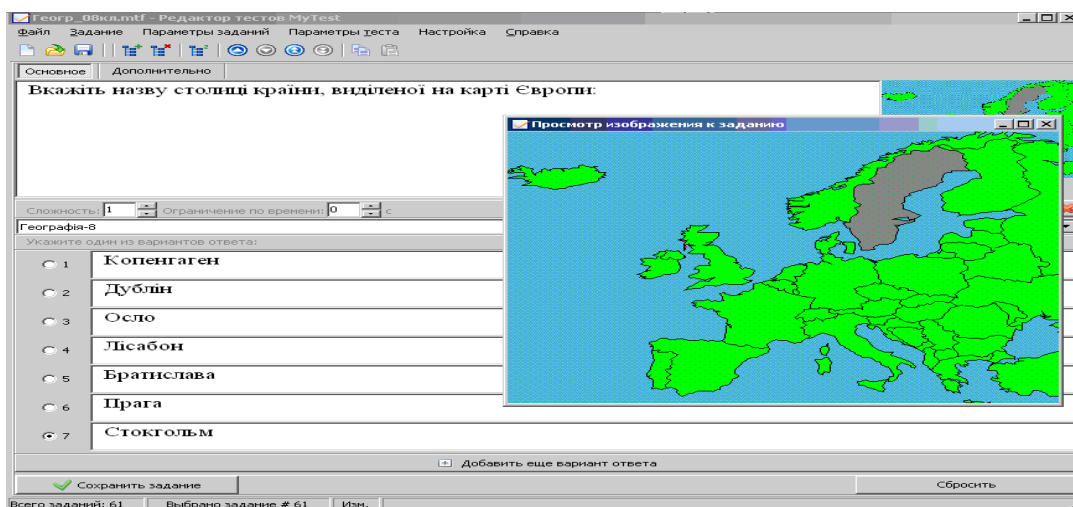 Геогр_08кл.mtf - Редактор тестов MyTest
Файл Задание Параметры заданий Параметры теста Настройка Справка
Основное Дополнительно
Вкажіть назву столиці країни, виділеної на карті Європи:
Просмотр изображения к заданию
Сложность: 1 Ограничение по времени: 0 с
Географія-8
Укажите один из вариантов ответа:
1 Копенгаген
2 Дублін
3 Осло
4 Лісабон
5 Братислава
6 Прага
7 Стокгольм
Добавить еще вариант ответа
Сохранить задание Сбросить
Всего заданий: 61 Выбрано задание # 61 Изм.